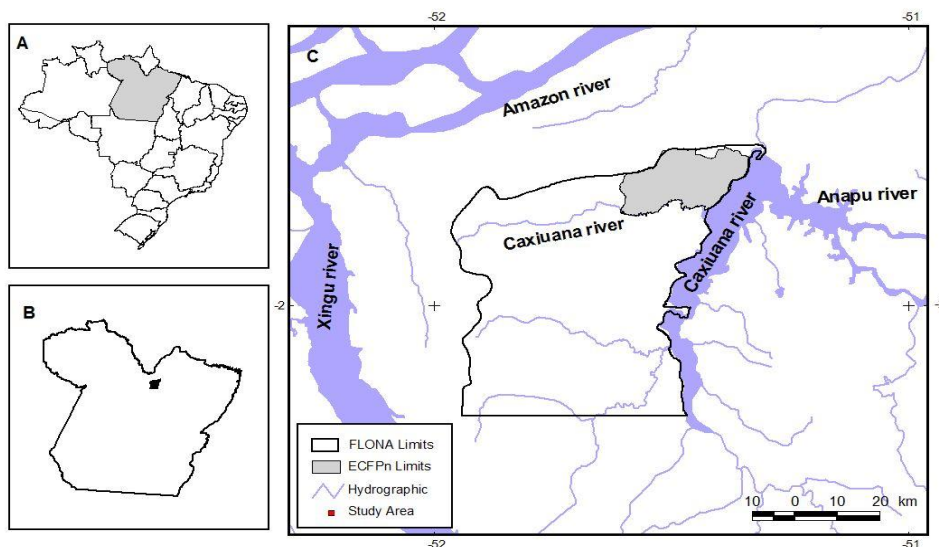 A
B
C
-52
-51
Amazon river
Anapu river
Caxiuana river
Caxiuana river
Xingu river
-2
-2
FLONA Limits
ECFPn Limits
Hydrographic
Study Area
10 0 10 20 km
-52
-51